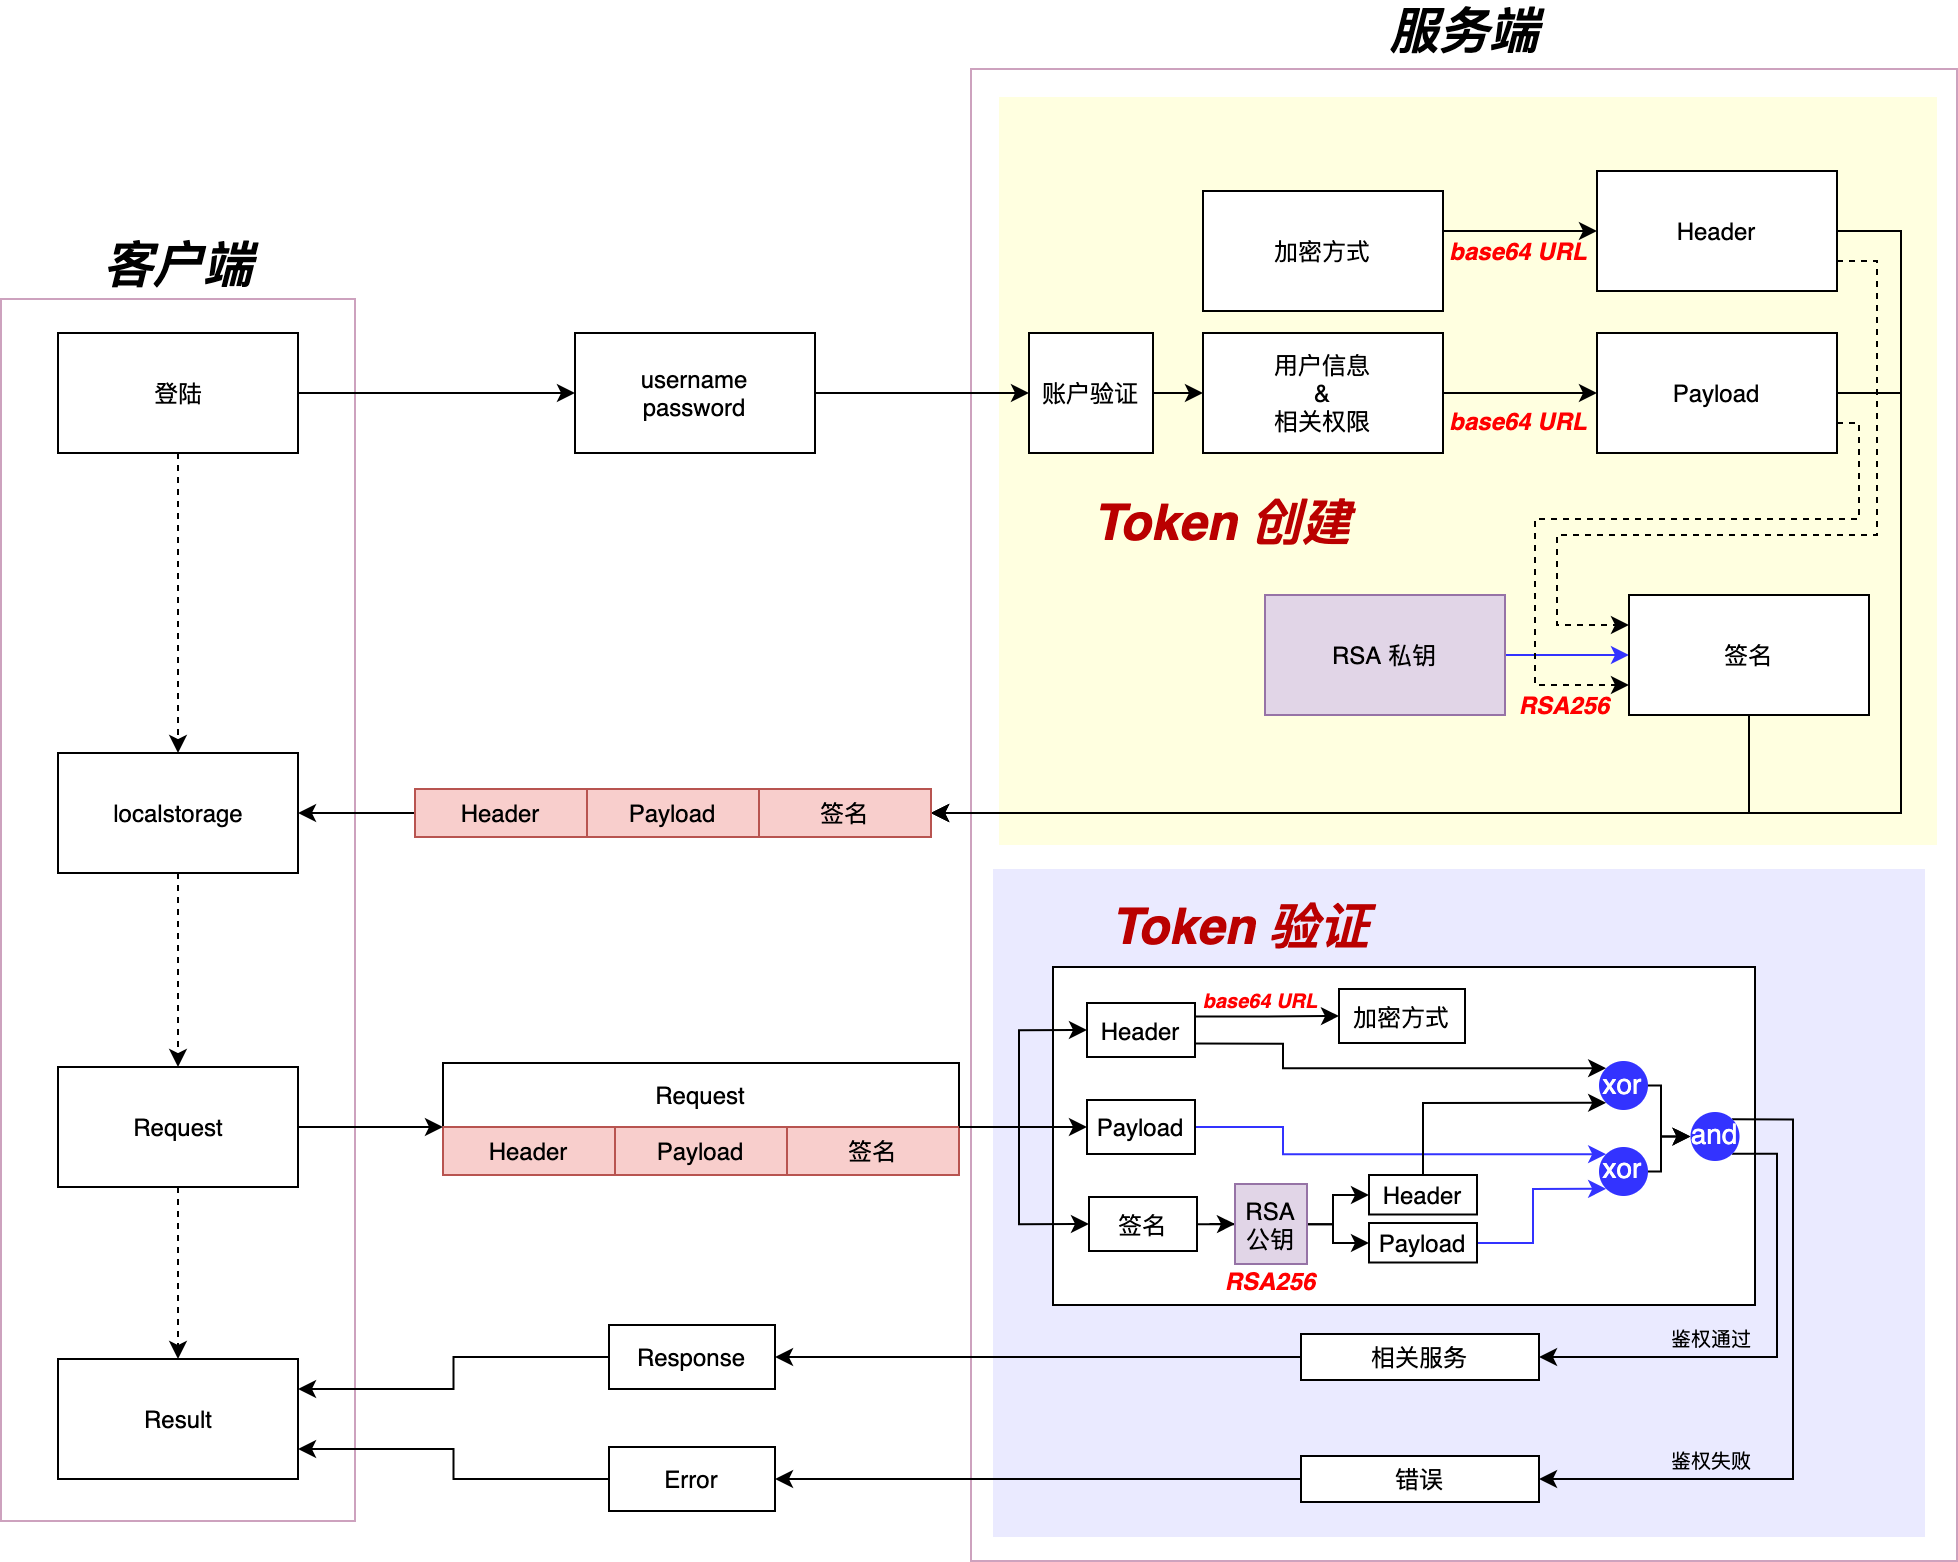 服务端
客户端
加密方式
base64 URL
Header
登陆
username
password
账户验证
用户信息
&
相关权限
base64 URL
Payload
Token 创建
RSA 私钥
RSA256
签名
localstorage
Header
Payload
签名
Token 验证
Header
base64 URL
加密方式
xor
Request
Request
Header
Payload
签名
Payload
and
xor
签名
RSA
公钥
RSA256
Header
Payload
Response
相关服务
鉴权通过
Result
Error
错误
鉴权失败